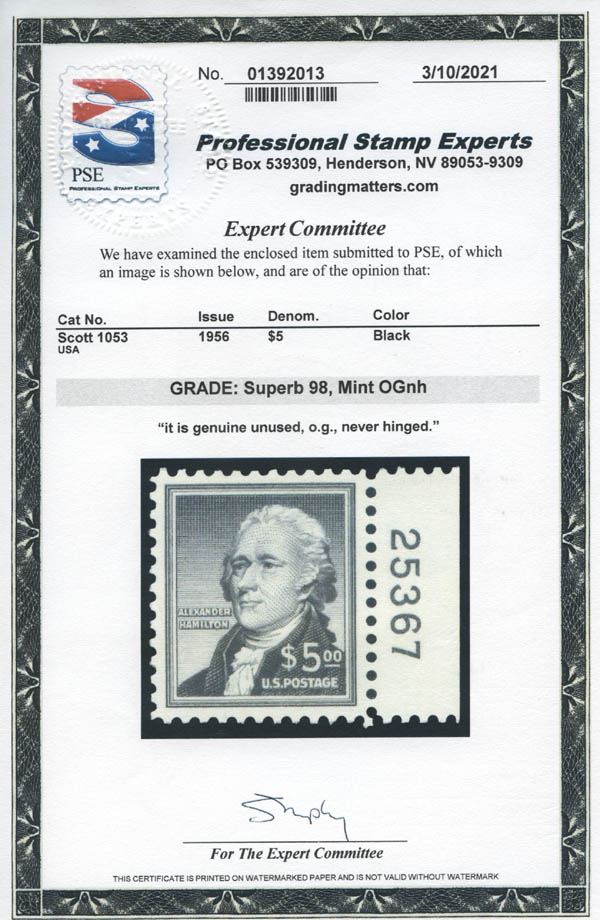 No. 01392013 3/10/2021
PSE
PROFESSIONAL STAMP EXPERTS
Professional Stamp Experts
PO Box 539309, Henderson, NV 89053-9309
gradingmatters.com
Expert Committee
We have examined the enclosed item submitted to PSE, of which
an image is shown below, and are of the opinion that:
Cat No. Issue Denom. Color
Scott 1053 1956 $5 Black
USA
GRADE: Superb 98, Mint OGnh
“it is genuine unused, o.g., never hinged.”
ALEXANDER
HAMILTON
$5.00
U.S. POSTAGE
25367
For The Expert Committee
THIS CERTIFICATE IS PRINTED ON WATERMARKED PAPER AND IS NOT VALID WITHOUT WATERMARK